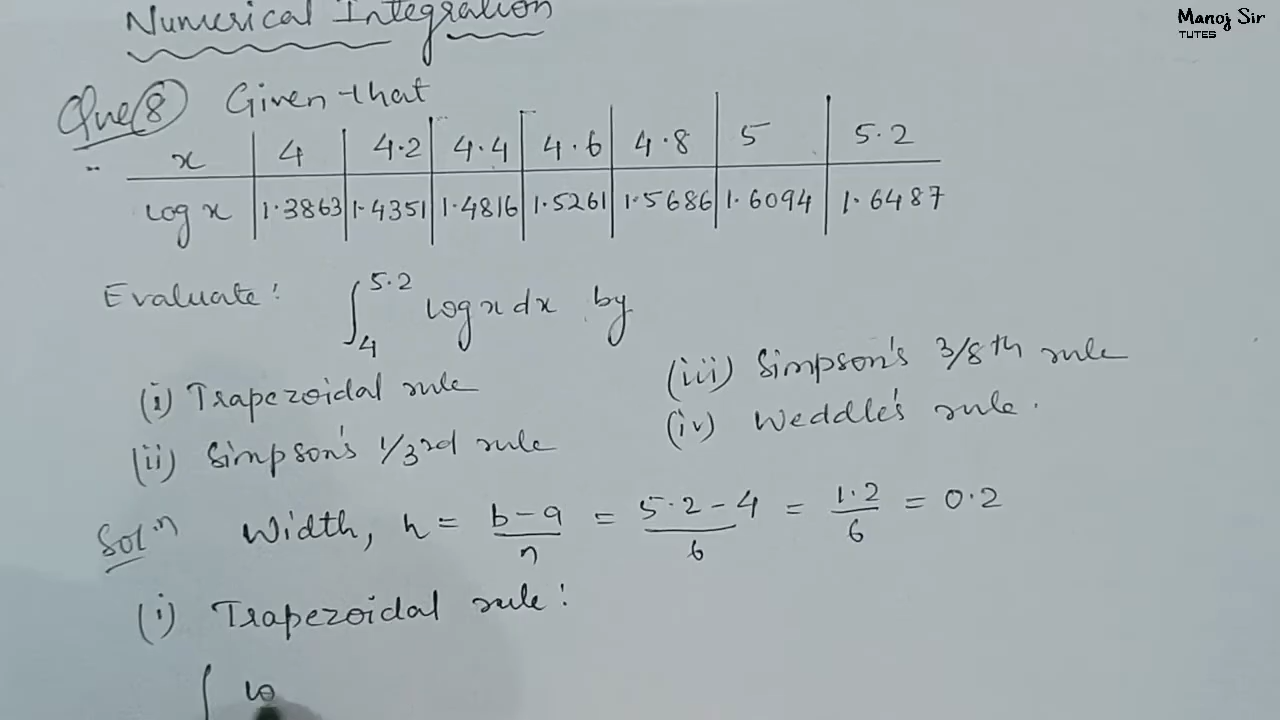 Manoj Sir
TUTES
Numerical Integration
Que(8) Given that
x | 4 | 4.2 | 4.4 | 4.6 | 4.8 | 5 | 5.2
log x | 1.3863 | 1.4351 | 1.4816 | 1.5261 | 1.5686 | 1.6094 | 1.6487
Evaluate: ∫_4^5.2 log x dx by
(i) Trapezoidal rule
(ii) Simpson's 1/3rd rule
(iii) Simpson's 3/8th rule
(iv) Weddle's rule.
Solⁿ Width, h = b-a/n = 5.2-4/6 = 1.2/6 = 0.2
(i) Trapezoidal rule:
∫ lo